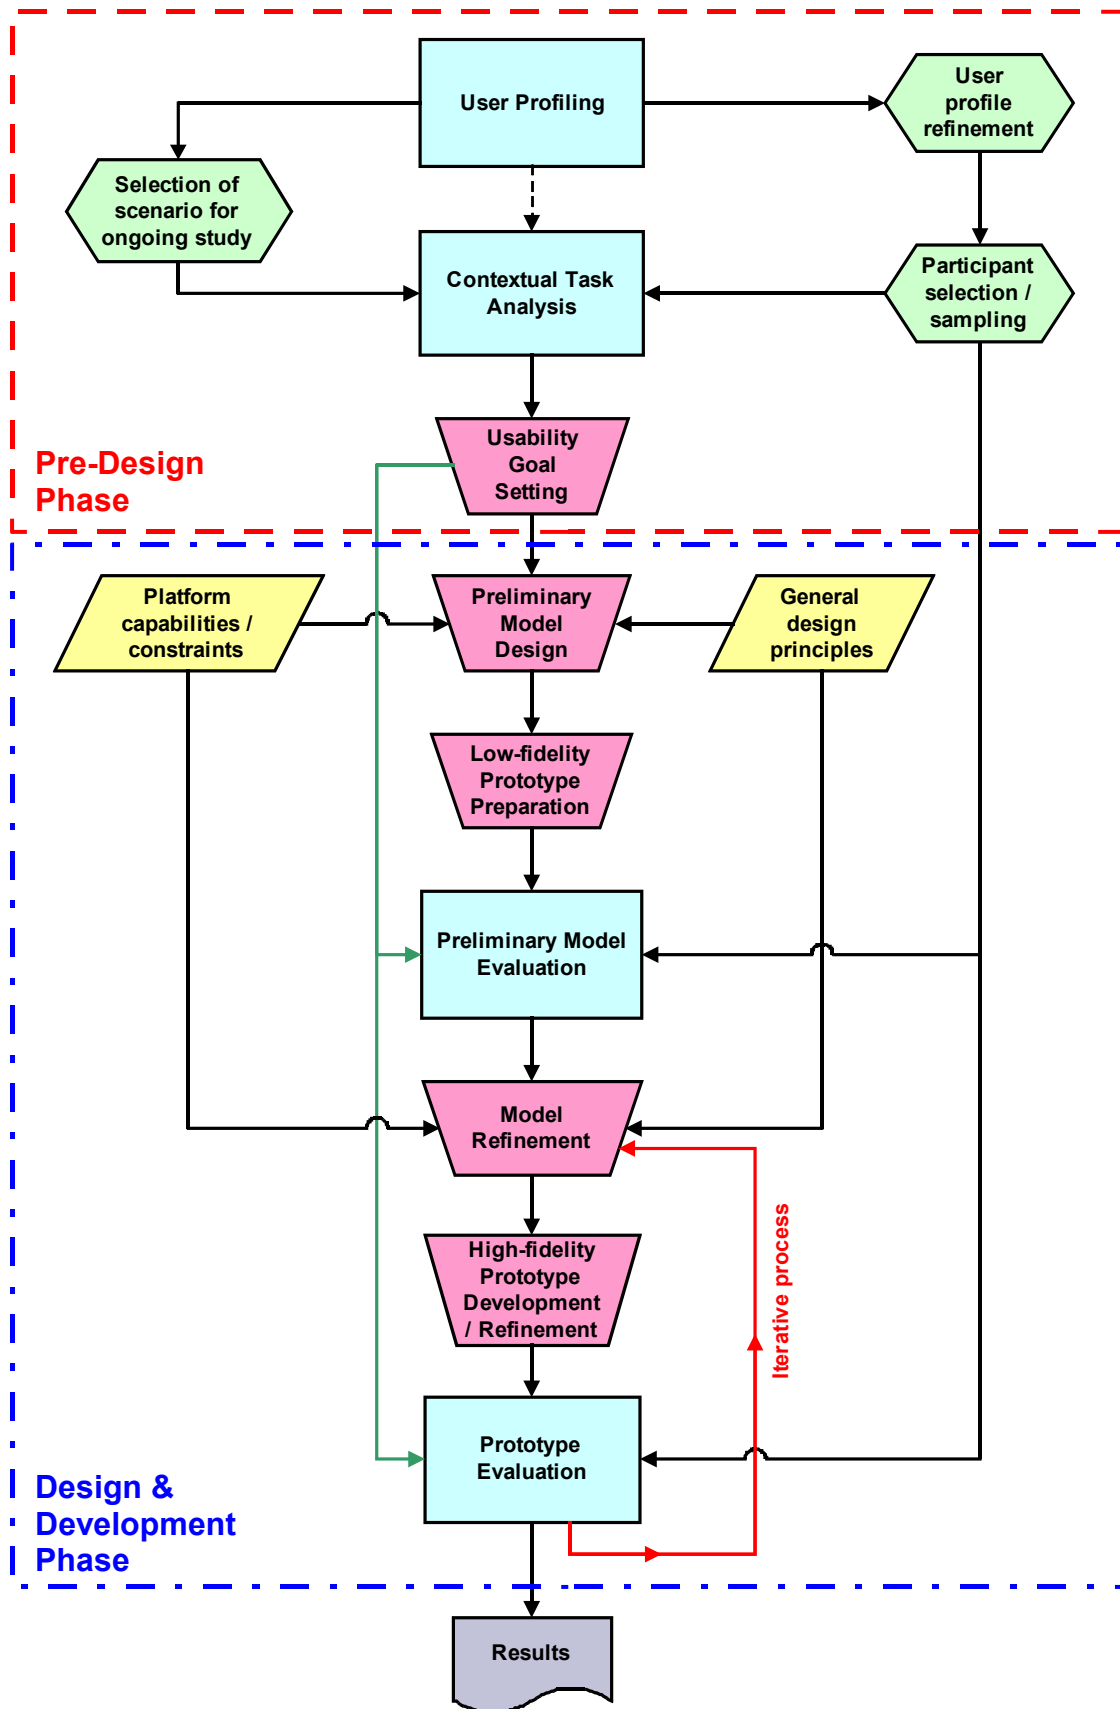 User Profiling
User
profile
refinement
Selection of
scenario for
ongoing study
Contextual Task
Analysis
Participant
selection /
sampling
Usability
Goal
Setting
Pre-Design
Phase
Platform
capabilities /
constraints
Preliminary
Model
Design
General
design
principles
Low-fidelity
Prototype
Preparation
Preliminary Model
Evaluation
Model
Refinement
High-fidelity
Prototype
Development
/ Refinement
Iterative process
Prototype
Evaluation
Design &
Development
Phase
Results